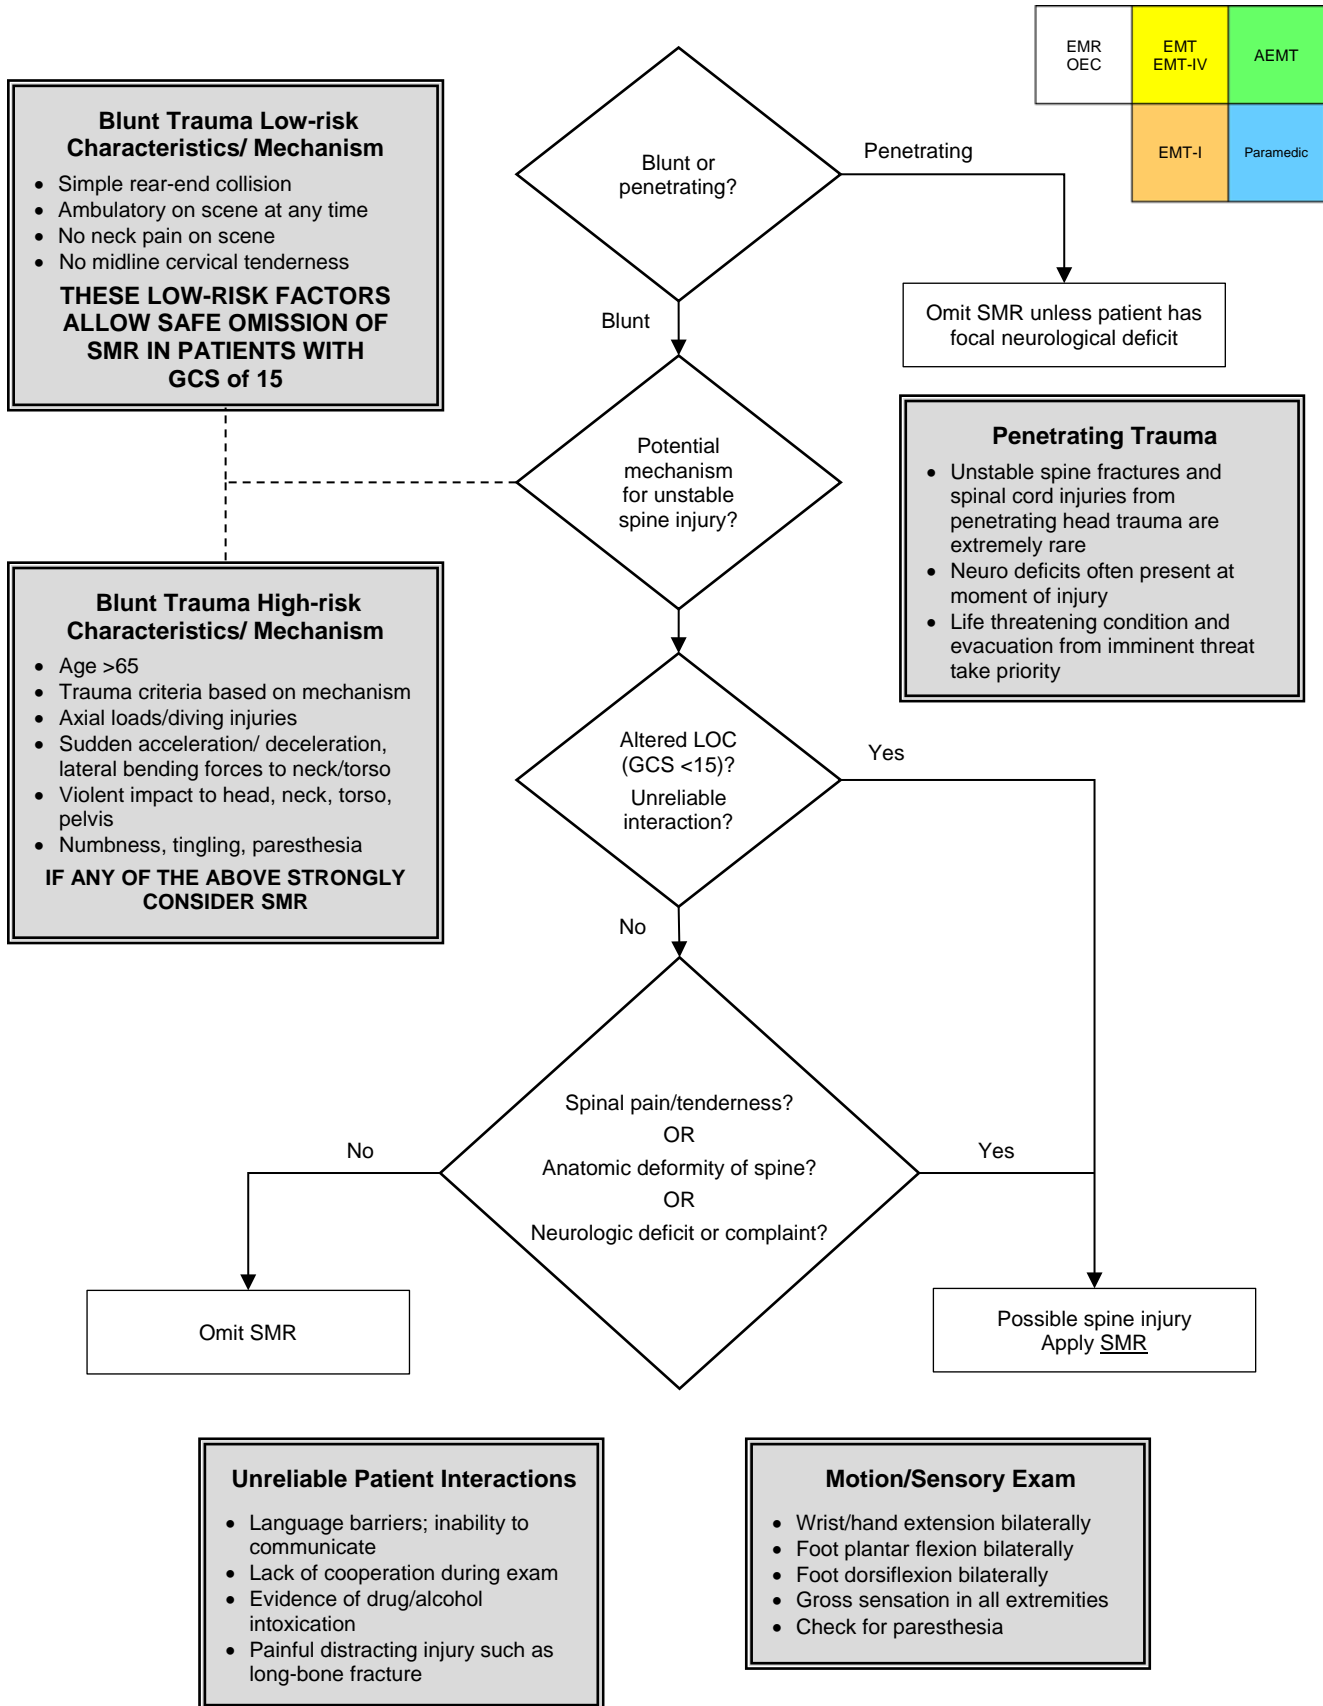 EMR
OEC
EMT
EMT-IV
AEMT
EMT-I
Paramedic
Blunt Trauma Low-risk
Characteristics/ Mechanism
• Simple rear-end collision
• Ambulatory on scene at any time
• No neck pain on scene
• No midline cervical tenderness
THESE LOW-RISK FACTORS
ALLOW SAFE OMISSION OF
SMR IN PATIENTS WITH
GCS of 15
Blunt or
penetrating?
Penetrating
Omit SMR unless patient has
focal neurological deficit
Blunt
Potential
mechanism
for unstable
spine injury?
Penetrating Trauma
• Unstable spine fractures and
spinal cord injuries from
penetrating head trauma are
extremely rare
• Neuro deficits often present at
moment of injury
• Life threatening condition and
evacuation from imminent threat
take priority
Blunt Trauma High-risk
Characteristics/ Mechanism
• Age >65
• Trauma criteria based on mechanism
• Axial loads/diving injuries
• Sudden acceleration/ deceleration,
lateral bending forces to neck/torso
• Violent impact to head, neck, torso,
pelvis
• Numbness, tingling, paresthesia
IF ANY OF THE ABOVE STRONGLY
CONSIDER SMR
Altered LOC
(GCS <15)?
Unreliable
interaction?
Yes
No
Spinal pain/tenderness?
OR
Anatomic deformity of spine?
OR
Neurologic deficit or complaint?
No
Yes
Omit SMR
Possible spine injury
Apply SMR
Unreliable Patient Interactions
• Language barriers; inability to
communicate
• Lack of cooperation during exam
• Evidence of drug/alcohol
intoxication
• Painful distracting injury such as
long-bone fracture
Motion/Sensory Exam
• Wrist/hand extension bilaterally
• Foot plantar flexion bilaterally
• Foot dorsiflexion bilaterally
• Gross sensation in all extremities
• Check for paresthesia